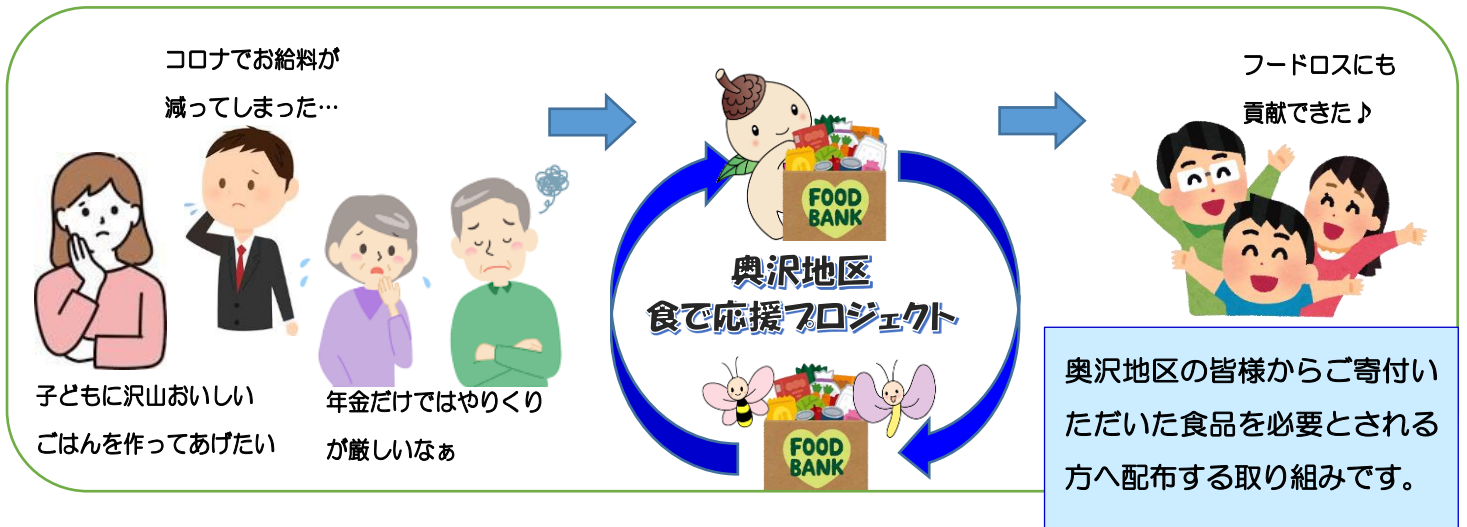 コロナでお給料が
減ってしまった…
子どもに沢山おいしい
ごはんを作ってあげたい
年金だけではやりくり
が厳しいなぁ
FOOD
BANK
奥沢地区
食で応援プロジェクト
FOOD
BANK
フードロスにも
貢献できた♪
奥沢地区の皆様からご寄付い
ただいた食品を必要とされる
方へ配布する取り組みです。